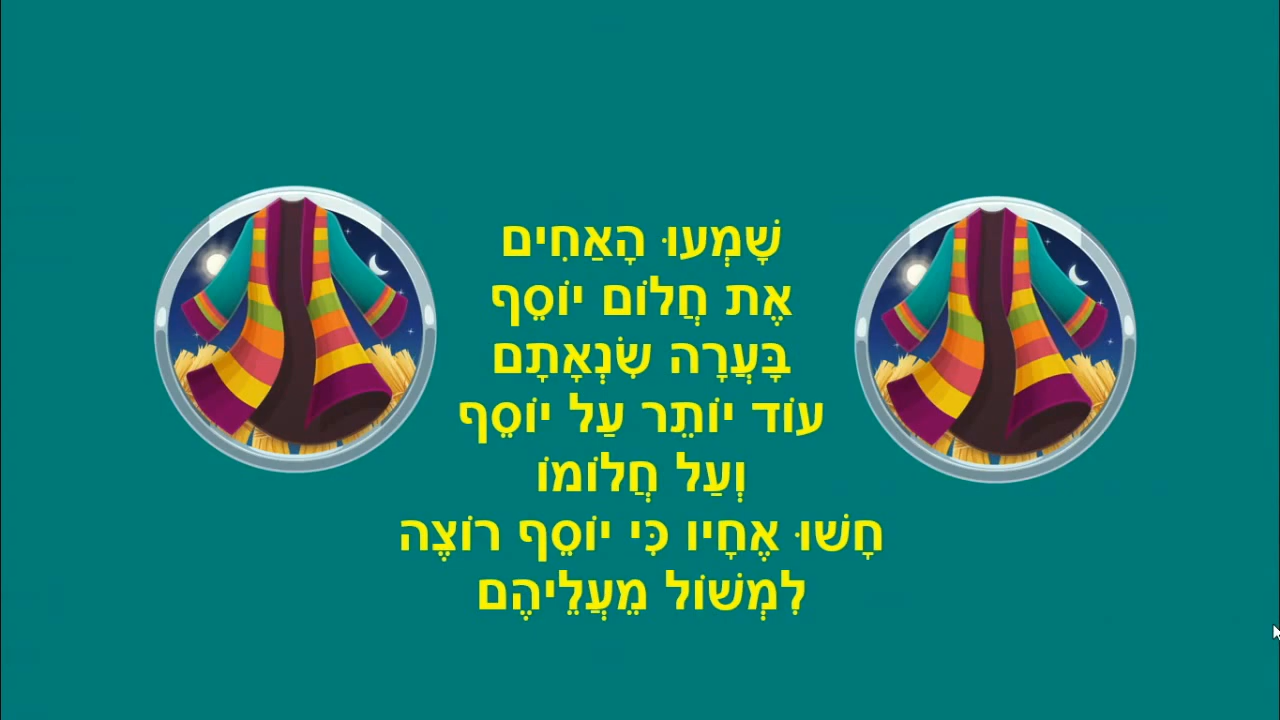 שָׁמְעוּ הָאַחִים
אֶת חֲלוֹם יוֹסֵף
בָּעֲרָה שִׂנְאָתָם
עוֹד יוֹתֵר עַל יוֹסֵף
וְעַל חֲלוֹמוֹ
חָשׁוּ אֶחָיו כִּי יוֹסֵף רוֹצֶה
לִמְשׁוֹל מֵעֲלֵיהֶם